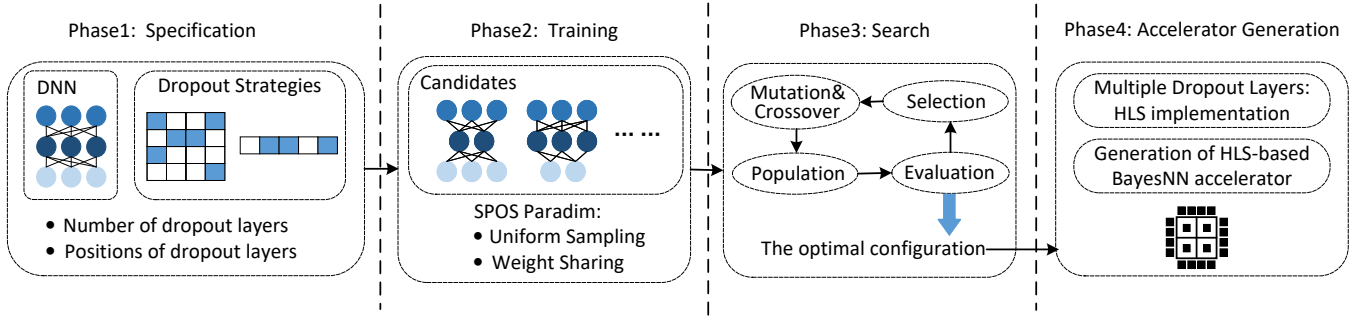 Phase1: Specification
DNN
Dropout Strategies
Number of dropout layers
Positions of dropout layers
Phase2: Training
Candidates
... ...
SPOS Paradim:
Uniform Sampling
Weight Sharing
Phase3: Search
Mutation&
Crossover
Selection
Population
Evaluation
The optimal configuration
Phase4: Accelerator Generation
Multiple Dropout Layers:
HLS implementation
Generation of HLS-based
BayesNN accelerator